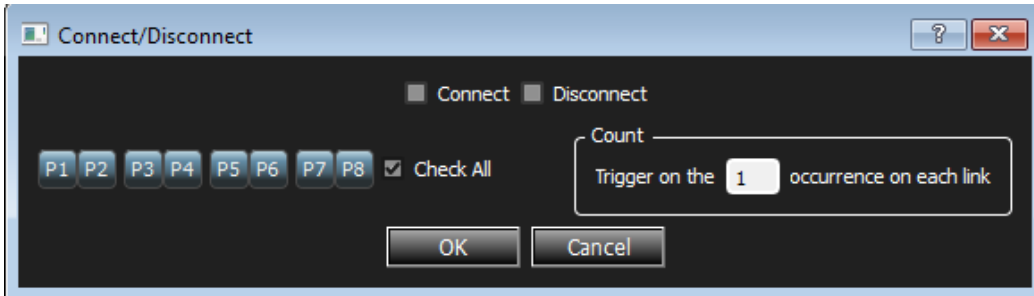 Connect/Disconnect
Connect Disconnect
P1 P2 P3 P4 P5 P6 P7 P8 Check All
Count
Trigger on the 1 occurrence on each link
OK Cancel